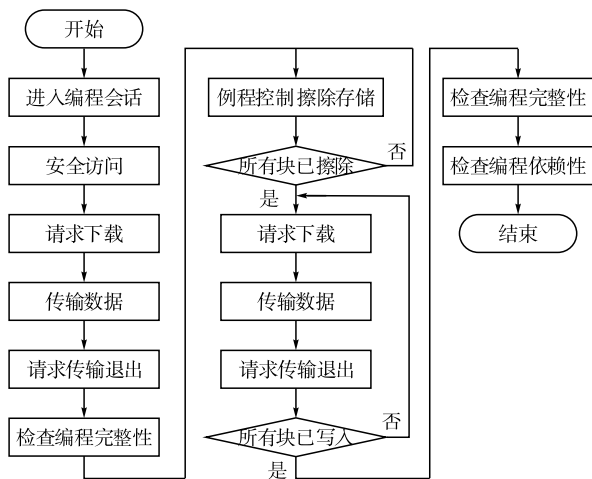 开始
进入编程会话
安全访问
请求下载
传输数据
请求传输退出
检查编程完整性
例程控制擦除存储
所有块已擦除
否
是
请求下载
传输数据
请求传输退出
所有块已写入
否
是
检查编程完整性
检查编程依赖性
结束